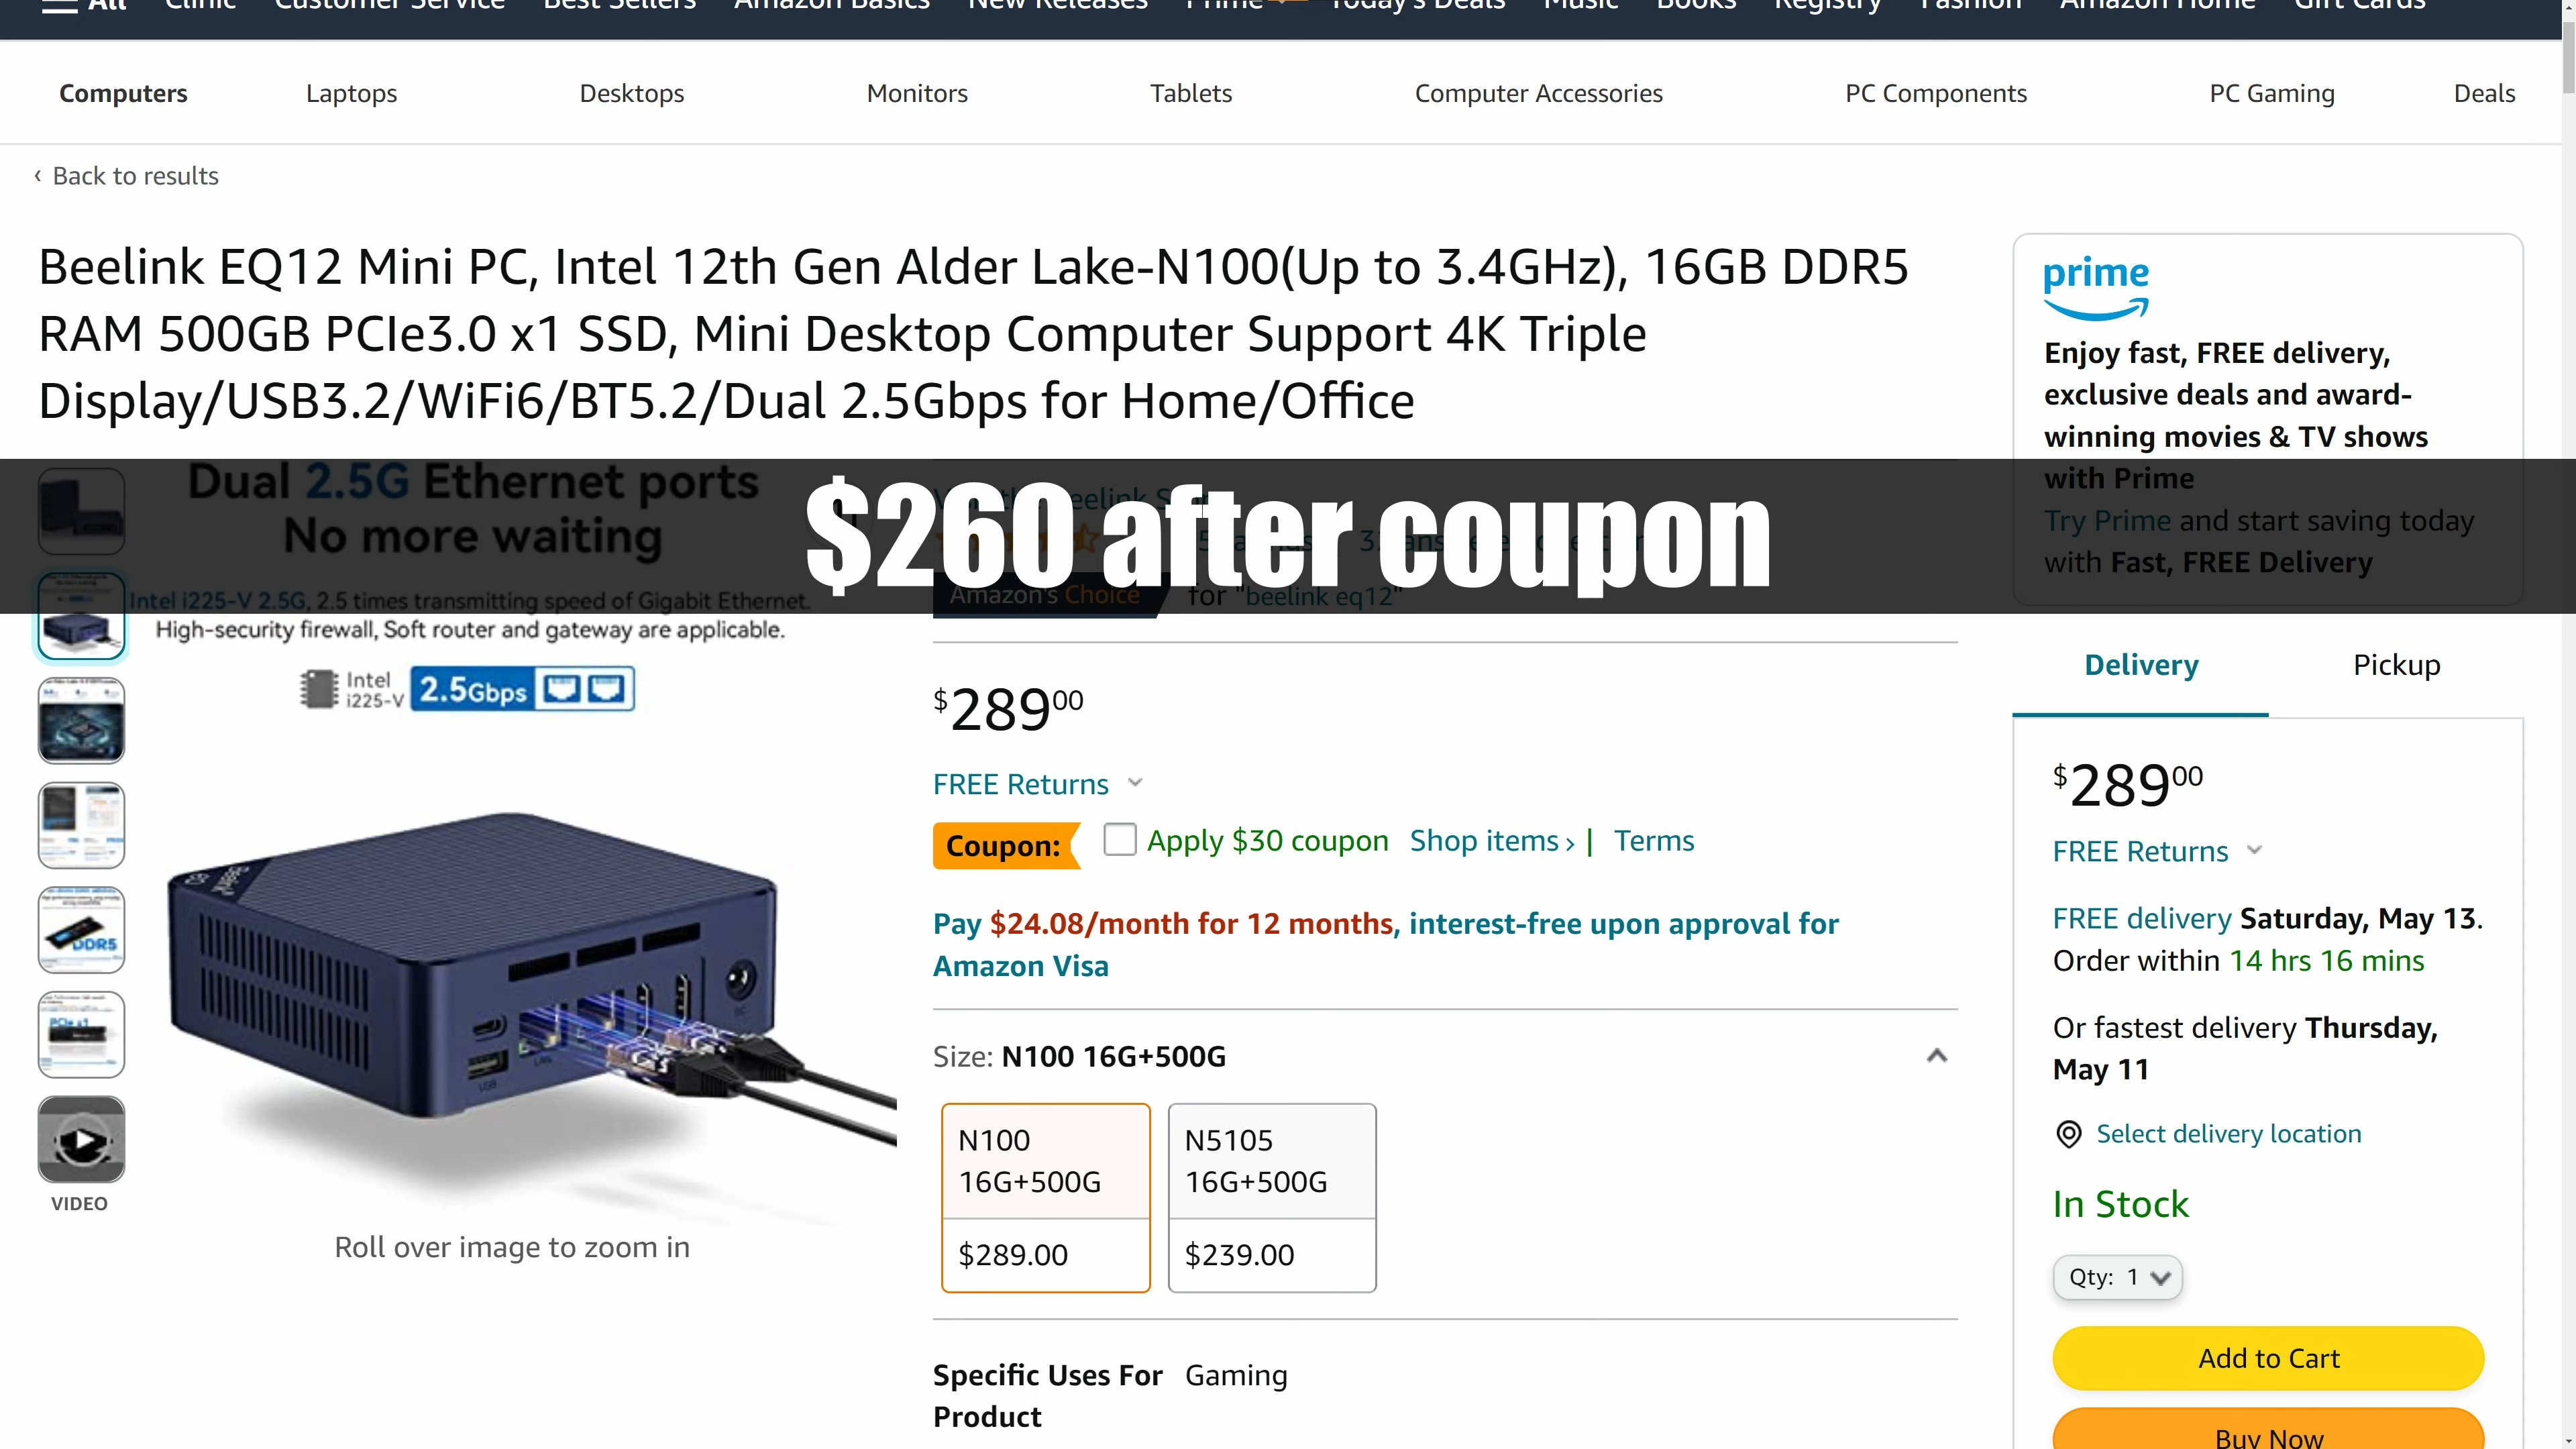 All Clinic Customer Service Best Sellers Amazon Basics New Releases Prime Today's Deals Music Books Registry Fashion Amazon Home Gift Cards
Computers Laptops Desktops Monitors Tablets Computer Accessories PC Components PC Gaming Deals
‹ Back to results
Beelink EQ12 Mini PC, Intel 12th Gen Alder Lake-N100(Up to 3.4GHz), 16GB DDR5
RAM 500GB PCIe3.0 x1 SSD, Mini Desktop Computer Support 4K Triple
Display/USB3.2/WiFi6/BT5.2/Dual 2.5Gbps for Home/Office
$260 after coupon
Dual 2.5G Ethernet ports
No more waiting
Intel i225-V 2.5G, 2.5 times transmitting speed of Gigabit Ethernet.
High-security firewall, Soft router and gateway are applicable.
Intel
i225-V
2.5Gbps
Beelink
EQ
USB
LAN
DC
DDR5
PCIe x1
VIDEO
Roll over image to zoom in
Amazon's Choice for "beelink eq12"
$28900
FREE Returns
Coupon: Apply $30 coupon Shop items › | Terms
Pay $24.08/month for 12 months, interest-free upon approval for
Amazon Visa
Size: N100 16G+500G
N100
16G+500G
$289.00
N5105
16G+500G
$239.00
Specific Uses For Gaming
Product
prime
Enjoy fast, FREE delivery,
exclusive deals and award-
winning movies & TV shows
with Prime
Try Prime and start saving today
with Fast, FREE Delivery
Delivery Pickup
$28900
FREE Returns
FREE delivery Saturday, May 13.
Order within 14 hrs 16 mins
Or fastest delivery Thursday,
May 11
Select delivery location
In Stock
Qty: 1
Add to Cart
Buy Now